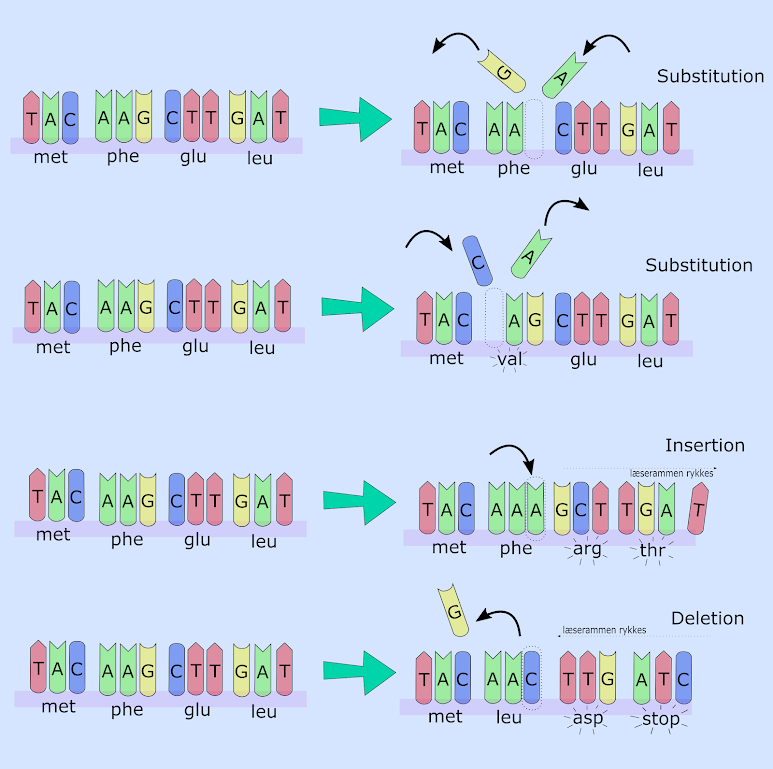 Substitution
G A
T A C A A G C T T G A T
met phe glu leu
T A C A A C T T G A T
met phe glu leu
Substitution
C A
T A C A A G C T T G A T
met phe glu leu
T A C A G C T T G A T
met val glu leu
Insertion
læserammen rykkes
T A C A A G C T T G A T
met phe glu leu
T A C A A A G C T T G A T
met phe arg thr
Deletion
G
læserammen rykkes
T A C A A G C T T G A T
met phe glu leu
T A C A A C T T G A T C
met leu asp stop